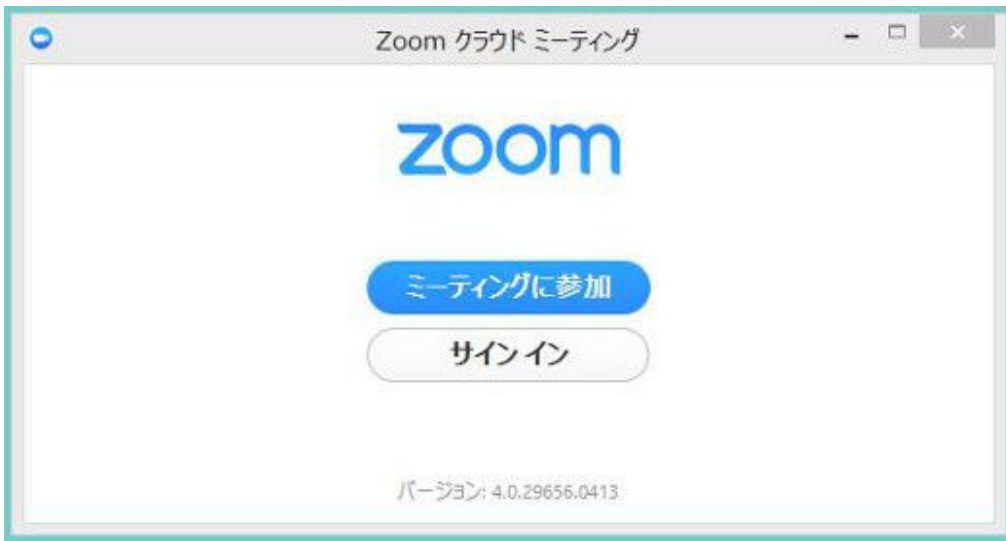 Zoom クラウド ミーティング
zoom
ミーティングに参加
サイン イン
バージョン: 4.0.29656.0413